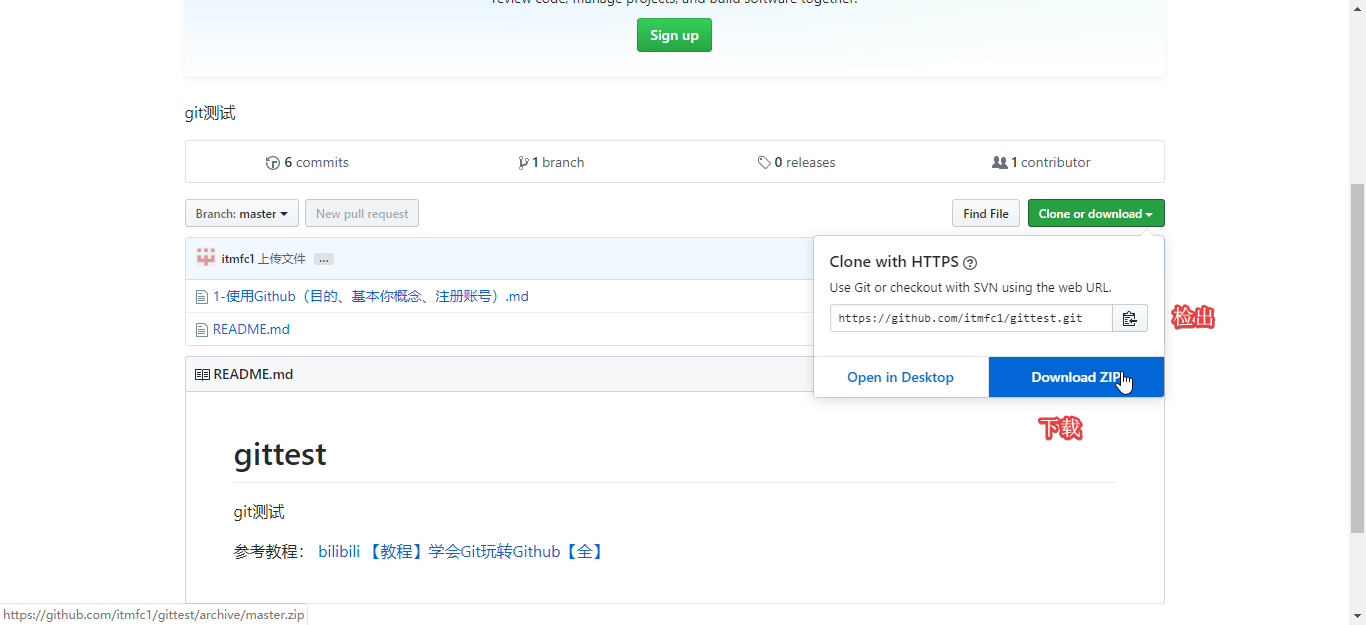 review code, manage projects, and build software together.
Sign up
git测试
6 commits
1 branch
0 releases
1 contributor
Branch: master
New pull request
Find File
Clone or download
itmfc1 上传文件 ...
Clone with HTTPS
Use Git or checkout with SVN using the web URL.
1-使用Github（目的、基本你概念、注册账号）.md
https://github.com/itmfc1/gittest.git
检出
README.md
Open in Desktop
Download ZIP
README.md
下载
gittest
git测试
参考教程： bilibili 【教程】学会Git玩转Github【全】
https://github.com/itmfc1/gittest/archive/master.zip